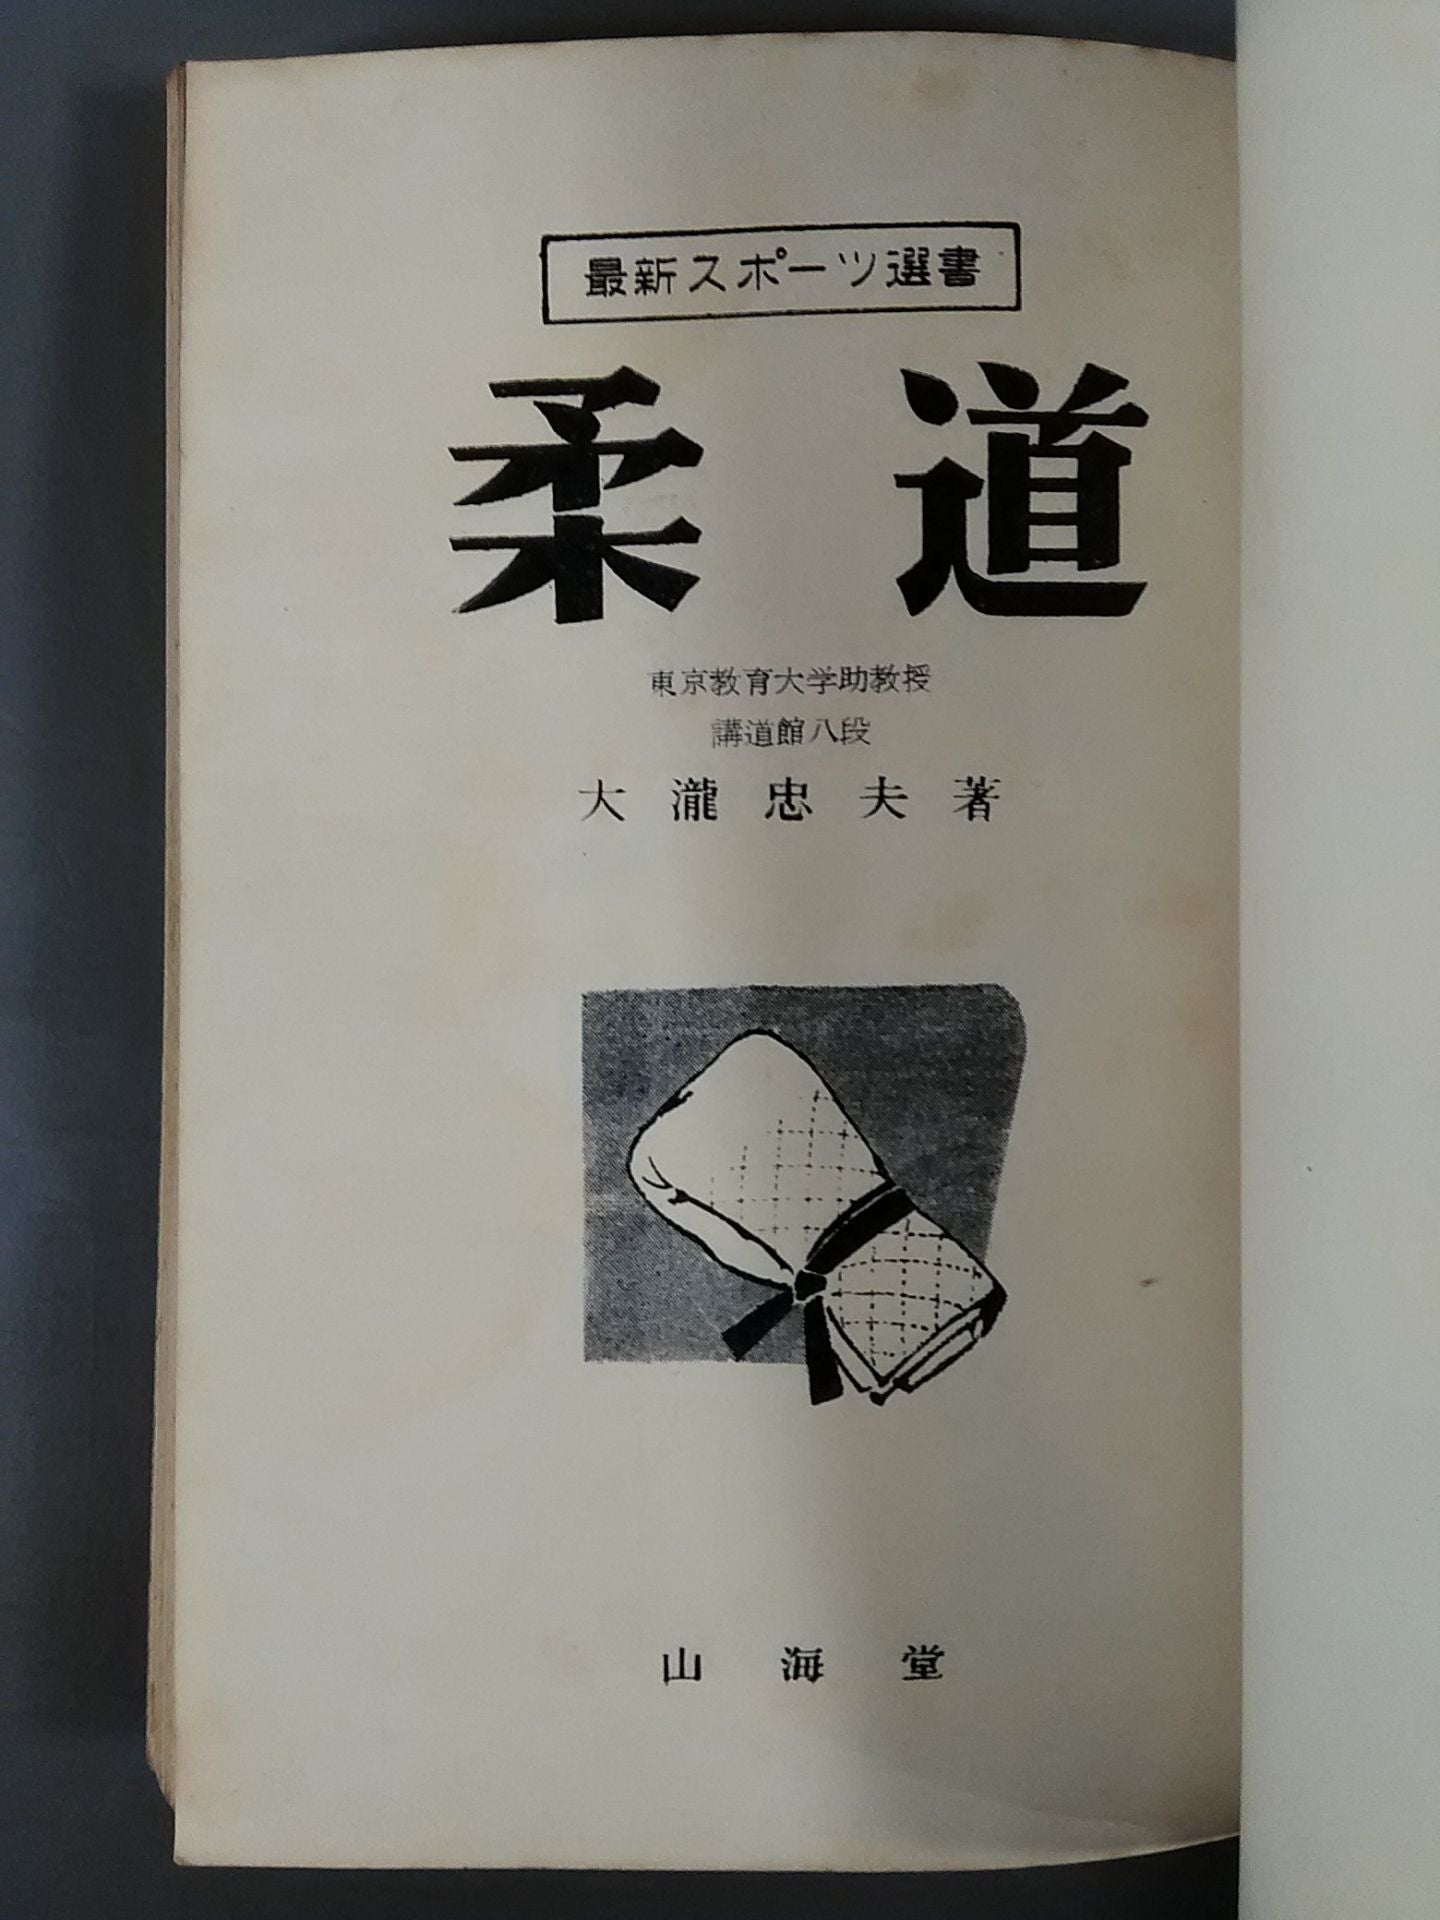 最新スポーツ選書
柔道
東京教育大学助教授
講道館八段
大瀧忠夫著
山海堂